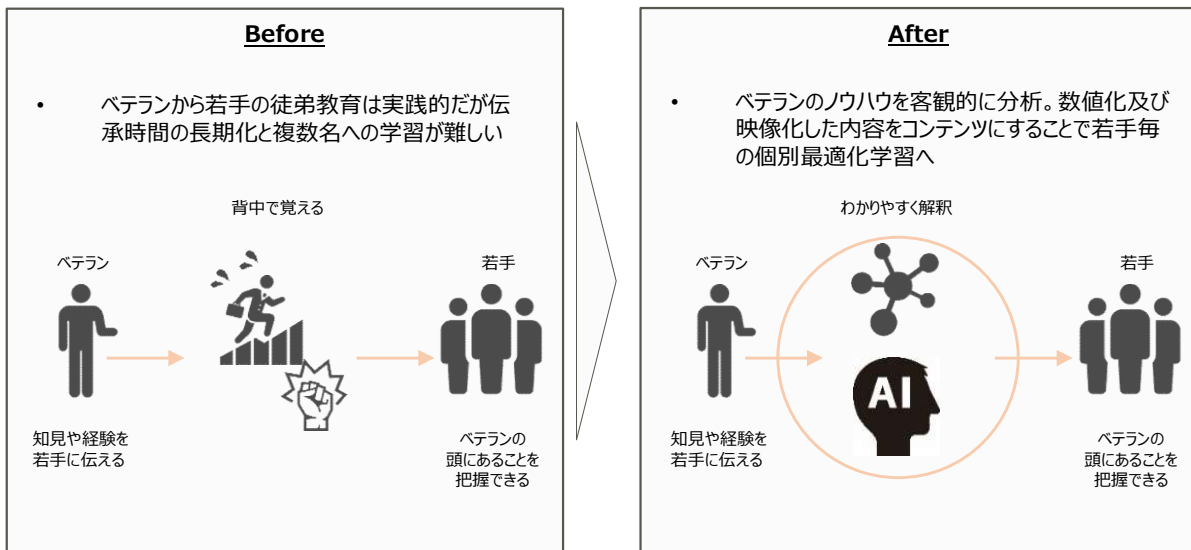 Before
• ベテランから若手の徒弟教育は実践的だが伝
承時間の長期化と複数名への学習が難しい
背中で覚える
ベテラン
若手
知見や経験を
若手に伝える
ベテランの
頭にあることを
把握できる
After
• ベテランのノウハウを客観的に分析。数値化及び
映像化した内容をコンテンツにすることで若手毎
の個別最適化学習へ
わかりやすく解釈
ベテラン
若手
AI
知見や経験を
若手に伝える
ベテランの
頭にあることを
把握できる